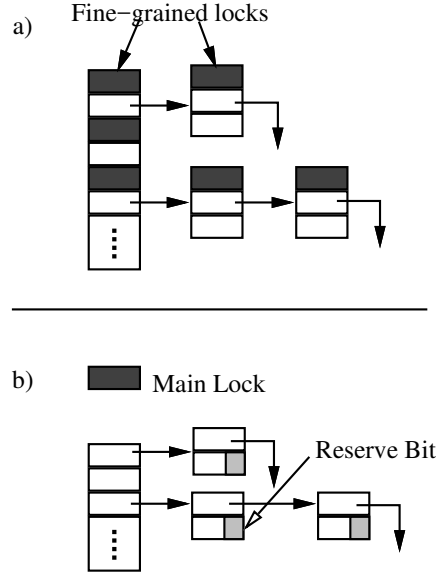 a)
Fine-grained locks
b)
Main Lock
Reserve Bit